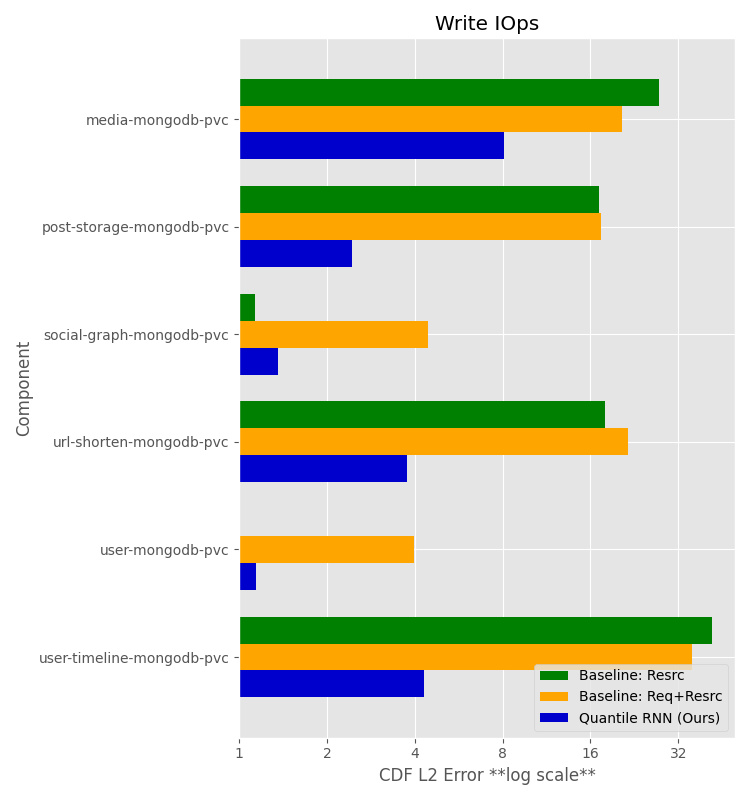 Write IOps
Component
media-mongodb-pvc
post-storage-mongodb-pvc
social-graph-mongodb-pvc
url-shorten-mongodb-pvc
user-mongodb-pvc
user-timeline-mongodb-pvc
Baseline: Resrc
Baseline: Req+Resrc
Quantile RNN (Ours)
1 2 4 8 16 32
CDF L2 Error **log scale**